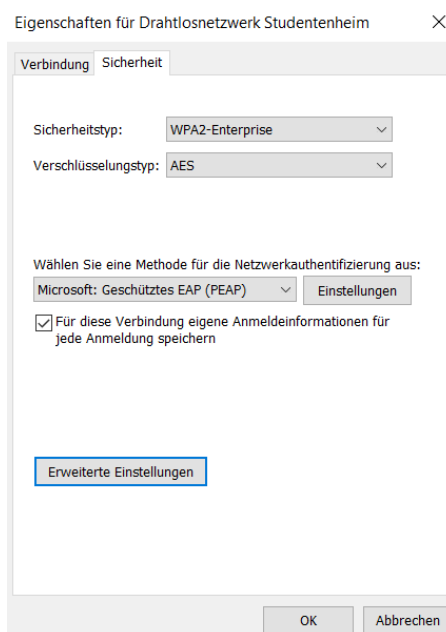 Eigenschaften für Drahtlosnetzwerk Studentenheim
Verbindung Sicherheit
Sicherheitstyp: WPA2-Enterprise
Verschlüsselungstyp: AES
Wählen Sie eine Methode für die Netzwerkauthentifizierung aus:
Microsoft: Geschütztes EAP (PEAP) Einstellungen
Für diese Verbindung eigene Anmeldeinformationen für
jede Anmeldung speichern
Erweiterte Einstellungen
OK Abbrechen